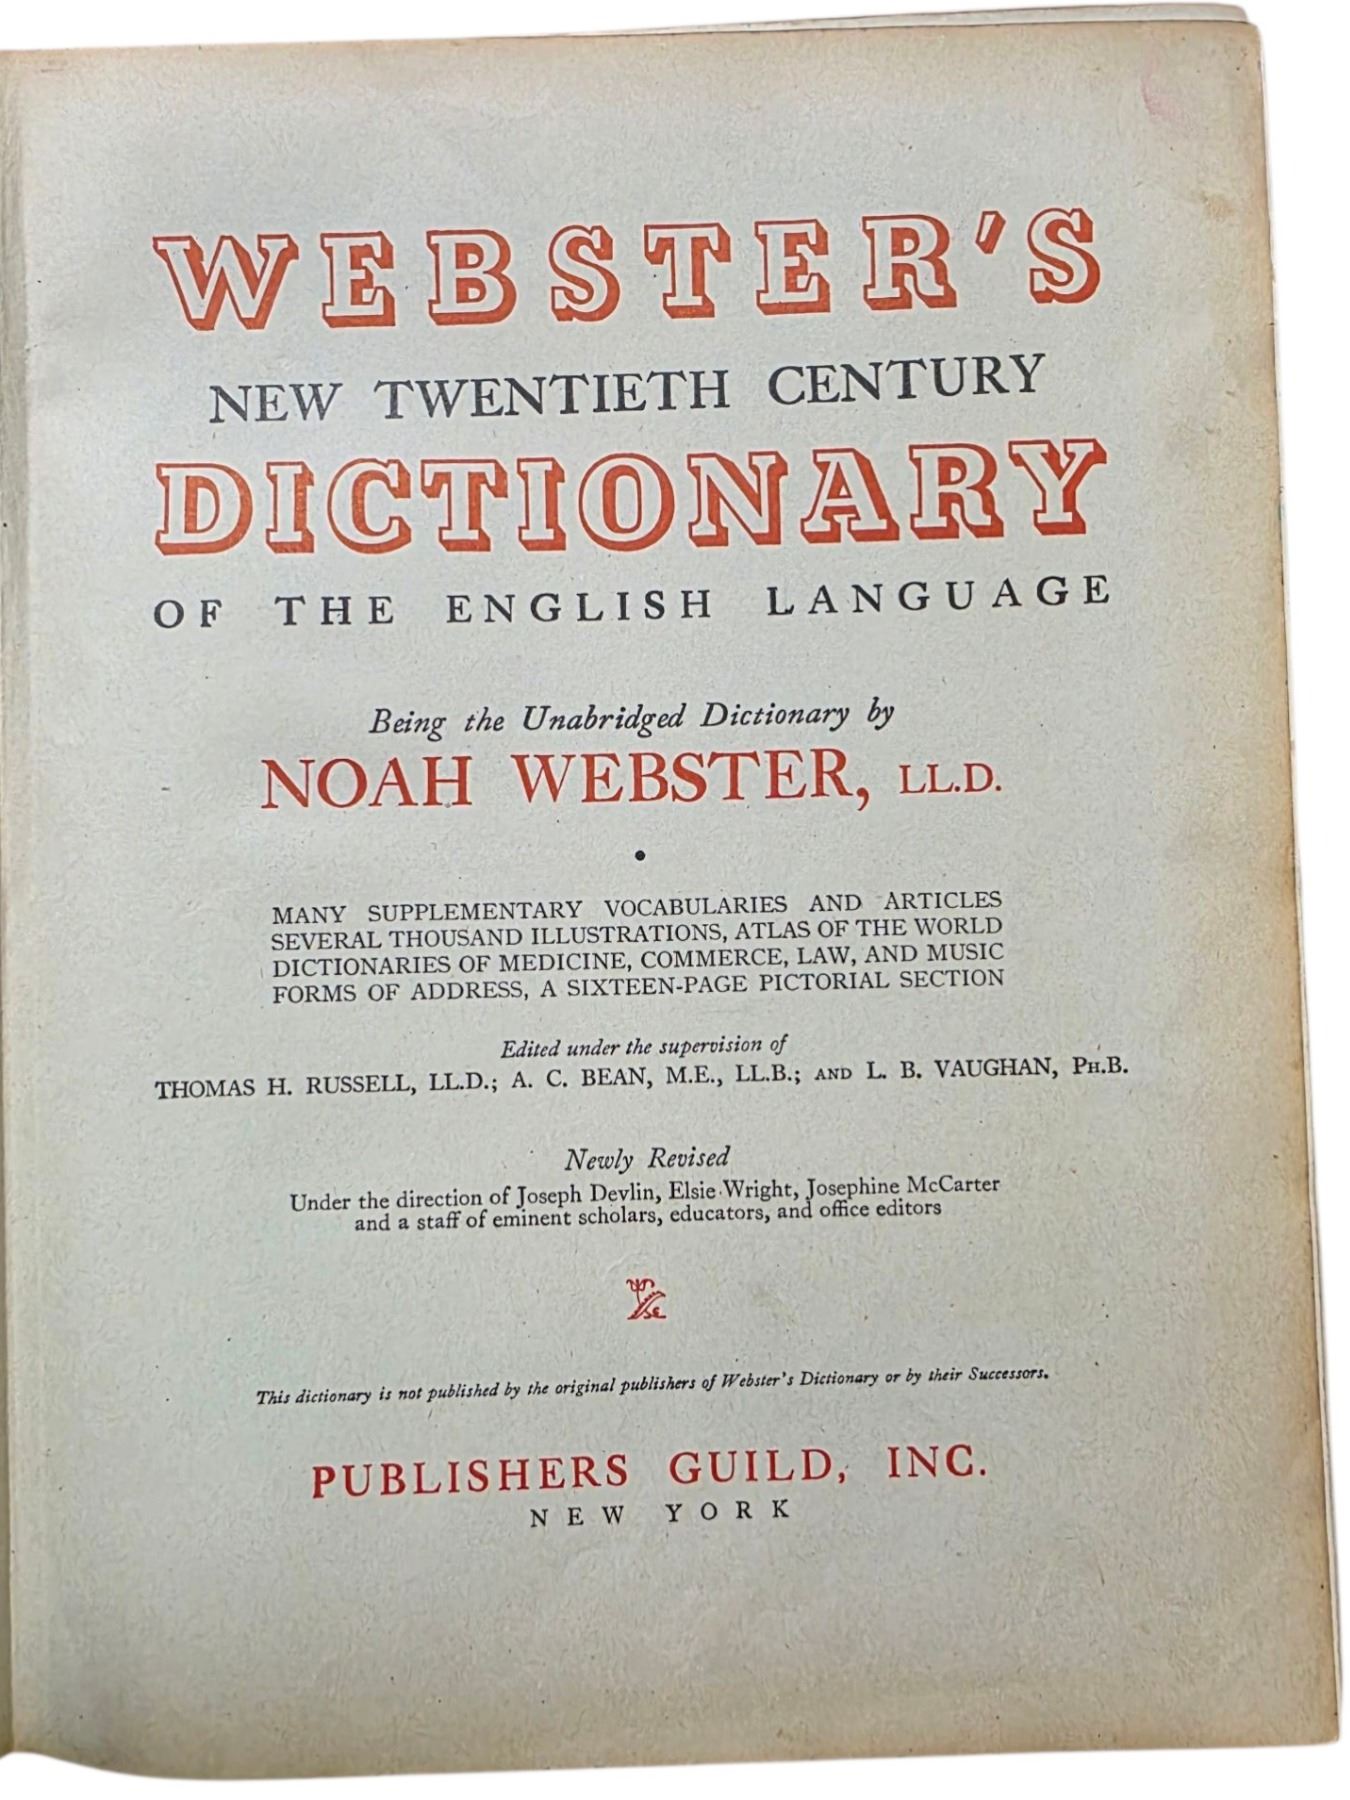 WEBSTER'S
NEW TWENTIETH CENTURY
DICTIONARY
OF THE ENGLISH LANGUAGE
Being the Unabridged Dictionary by
NOAH WEBSTER, LL.D.
•
MANY SUPPLEMENTARY VOCABULARIES AND ARTICLES
SEVERAL THOUSAND ILLUSTRATIONS, ATLAS OF THE WORLD
DICTIONARIES OF MEDICINE, COMMERCE, LAW, AND MUSIC
FORMS OF ADDRESS, A SIXTEEN-PAGE PICTORIAL SECTION
Edited under the supervision of
THOMAS H. RUSSELL, LL.D.; A. C. BEAN, M.E., LL.B.; AND L. B. VAUGHAN, PH.B.
Newly Revised
Under the direction of Joseph Devlin, Elsie Wright, Josephine McCarter
and a staff of eminent scholars, educators, and office editors
This dictionary is not published by the original publishers of Webster's Dictionary or by their Successors.
PUBLISHERS GUILD, INC.
NEW YORK